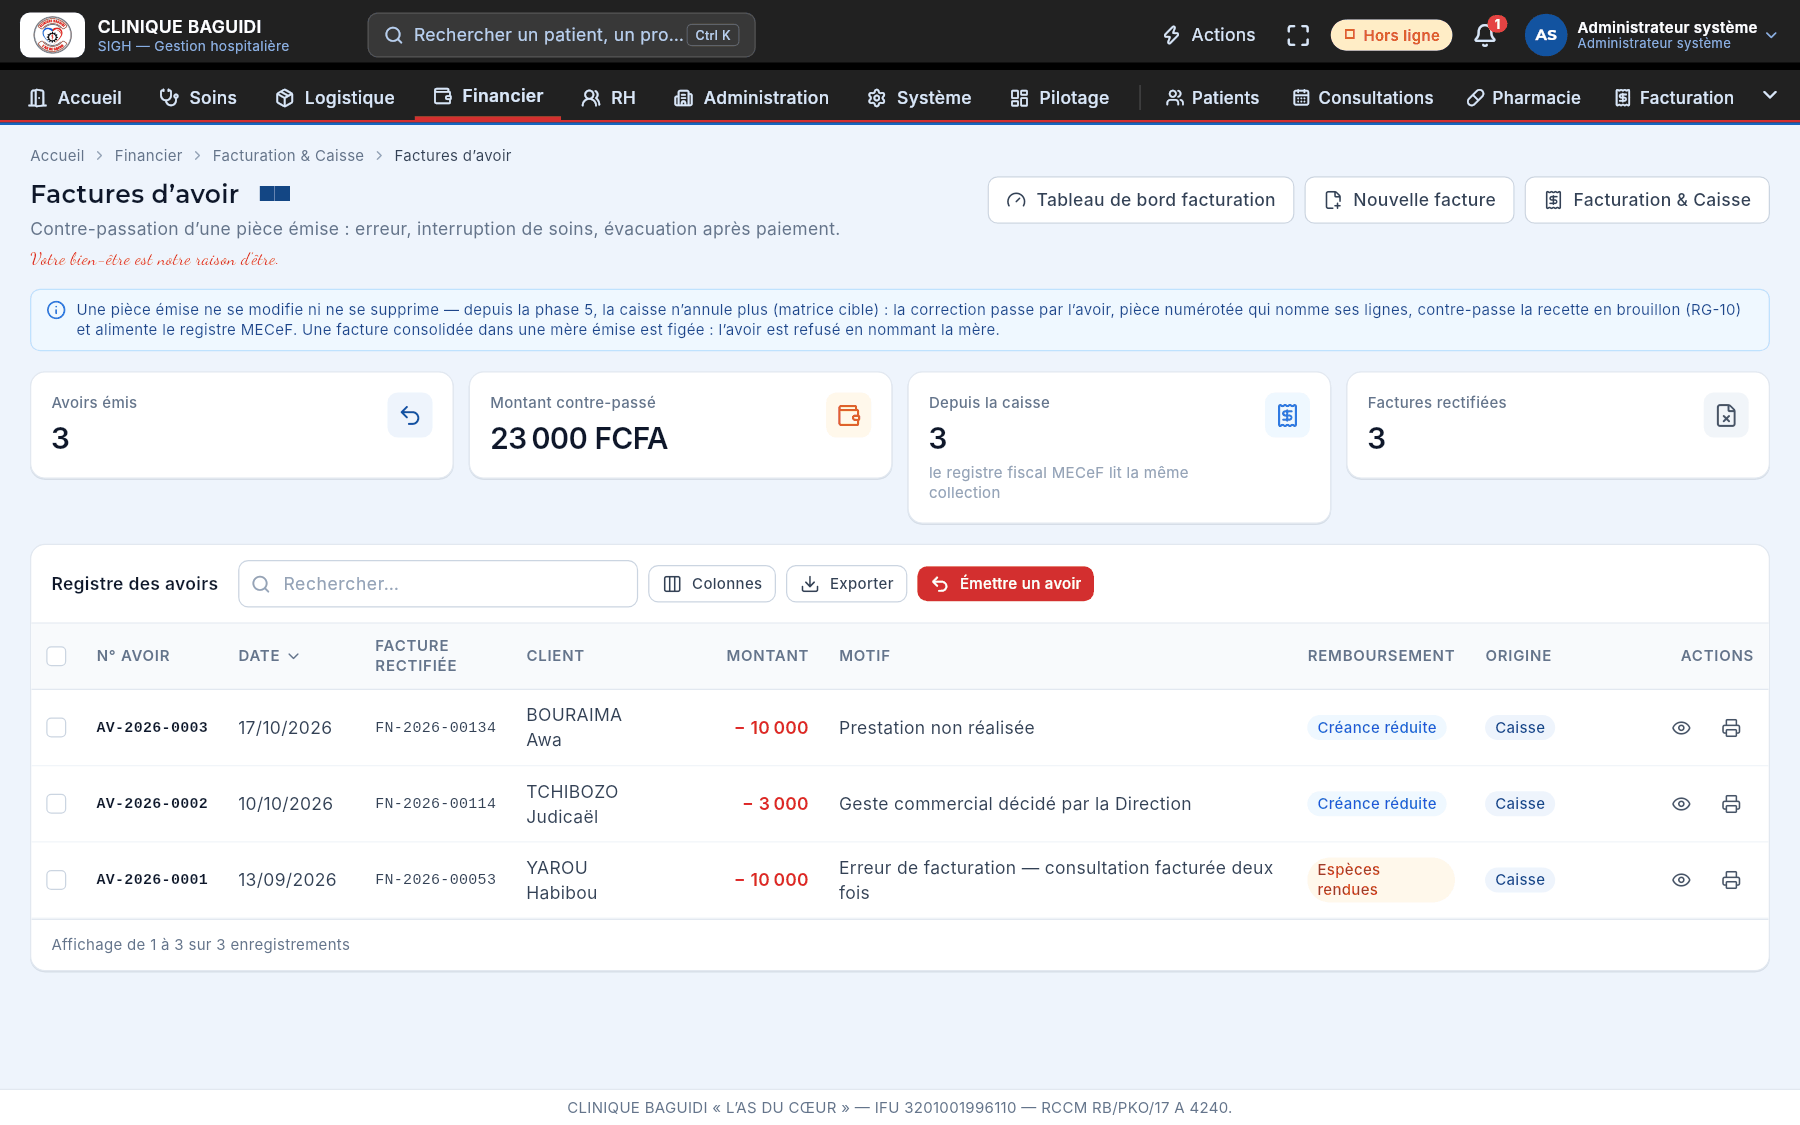 CLINIQUE BAGUIDI
SIGH — Gestion hospitalière
Rechercher un patient, un pro... Ctrl K
Actions
Hors ligne
1
AS
Administrateur système
Administrateur système
Accueil Soins Logistique Financier RH Administration Système Pilotage Patients Consultations Pharmacie Facturation
Accueil > Financier > Facturation & Caisse > Factures d’avoir
Factures d’avoir
Tableau de bord facturation Nouvelle facture Facturation & Caisse
Contre-passation d’une pièce émise : erreur, interruption de soins, évacuation après paiement.
Votre bien-être est notre raison d'être.
Une pièce émise ne se modifie ni ne se supprime — depuis la phase 5, la caisse n’annule plus (matrice cible) : la correction passe par l’avoir, pièce numérotée qui nomme ses lignes, contre-passe la recette en brouillon (RG-10)
et alimente le registre MECeF. Une facture consolidée dans une mère émise est figée : l’avoir est refusé en nommant la mère.
Avoirs émis
3
Montant contre-passé
23 000 FCFA
Depuis la caisse
3
le registre fiscal MECeF lit la même
collection
Factures rectifiées
3
Registre des avoirs Rechercher... Colonnes Exporter Émettre un avoir
N° AVOIR DATE FACTURE RECTIFIÉE CLIENT MONTANT MOTIF REMBOURSEMENT ORIGINE ACTIONS
AV-2026-0003 17/10/2026 FN-2026-00134 BOURAIMA Awa − 10 000 Prestation non réalisée Créance réduite Caisse
AV-2026-0002 10/10/2026 FN-2026-00114 TCHIBOZO Judicaël − 3 000 Geste commercial décidé par la Direction Créance réduite Caisse
AV-2026-0001 13/09/2026 FN-2026-00053 YAROU Habibou − 10 000 Erreur de facturation — consultation facturée deux fois Espèces rendues Caisse
Affichage de 1 à 3 sur 3 enregistrements
CLINIQUE BAGUIDI « L’AS DU CŒUR » — IFU 3201001996110 — RCCM RB/PKO/17 A 4240.